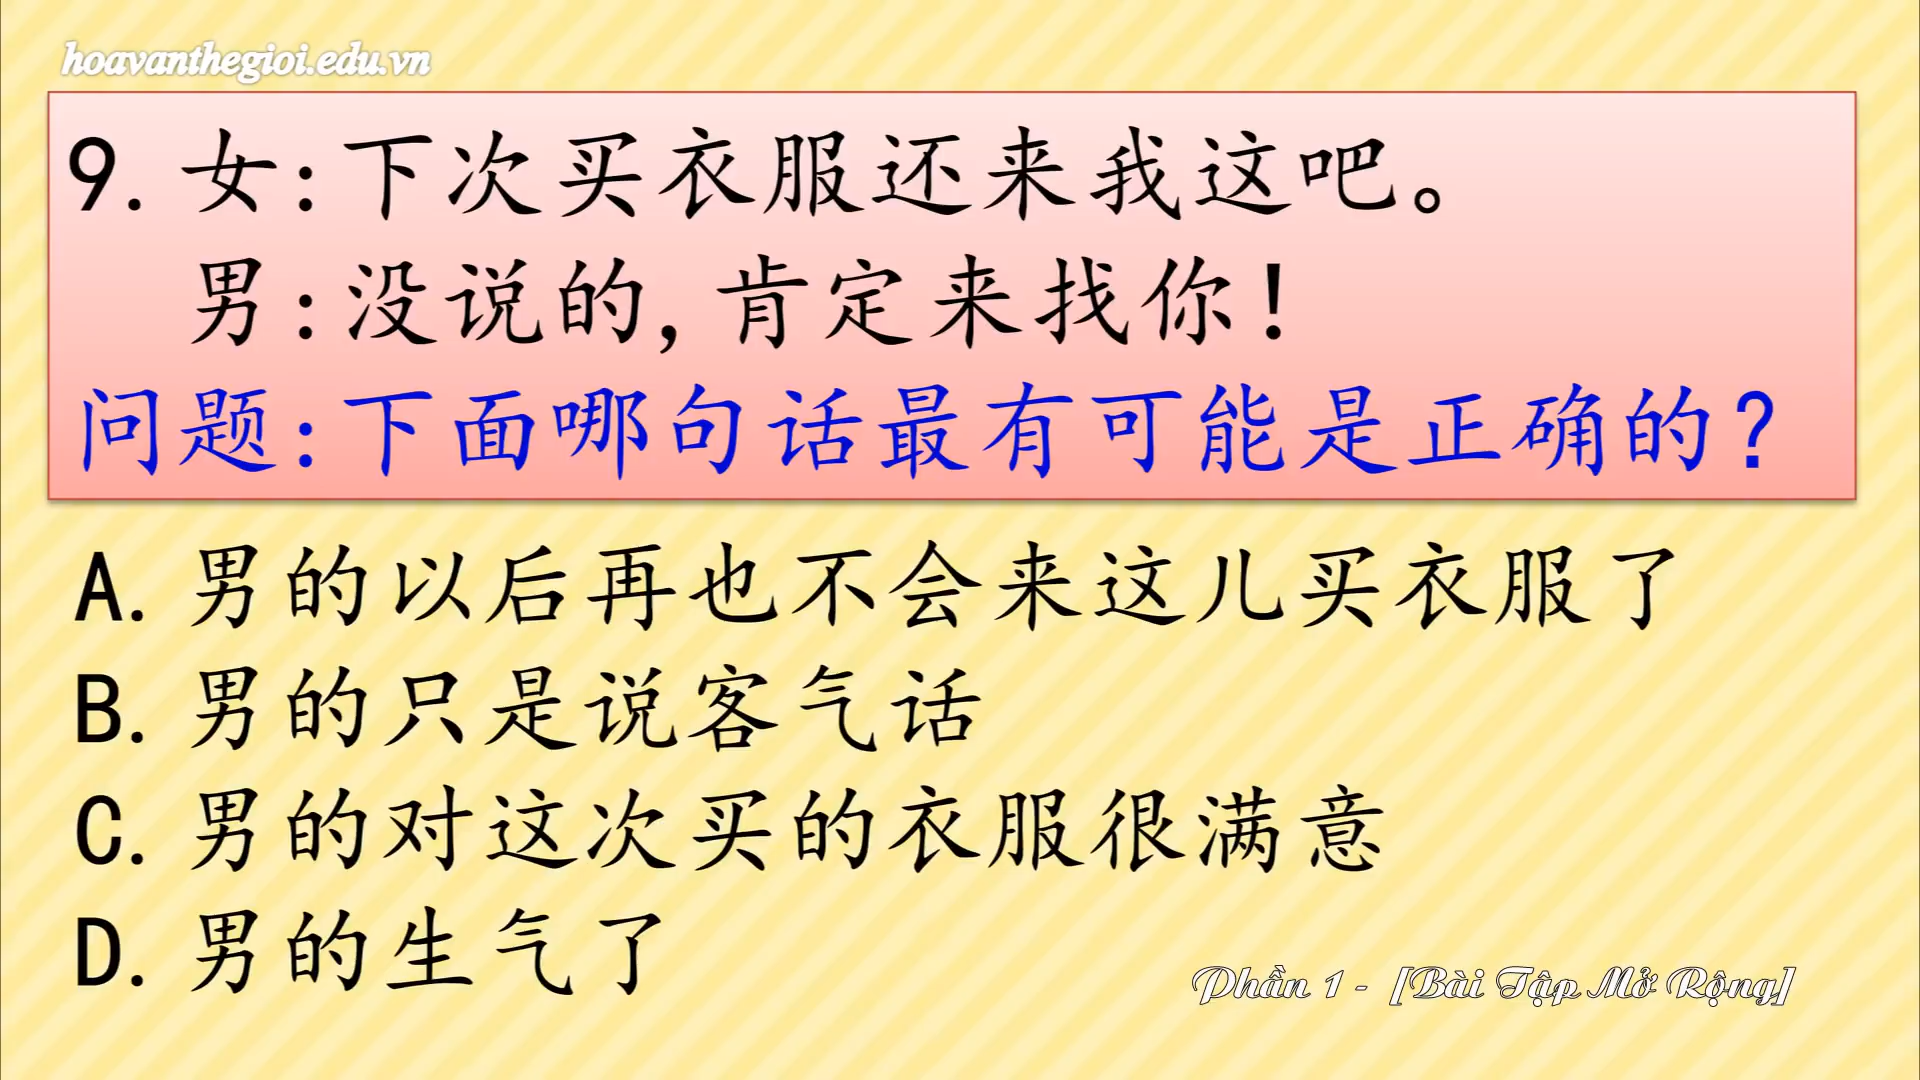 hoavanthegioi.edu.vn
9. 女:下次买衣服还来我这吧。
男:没说的,肯定来找你!
问题:下面哪句话最有可能是正确的?
A. 男的以后再也不会来这儿买衣服了
B. 男的只是说客气话
C. 男的对这次买的衣服很满意
D. 男的生气了
Phần 1 - [Bài Tập Mở Rộng]